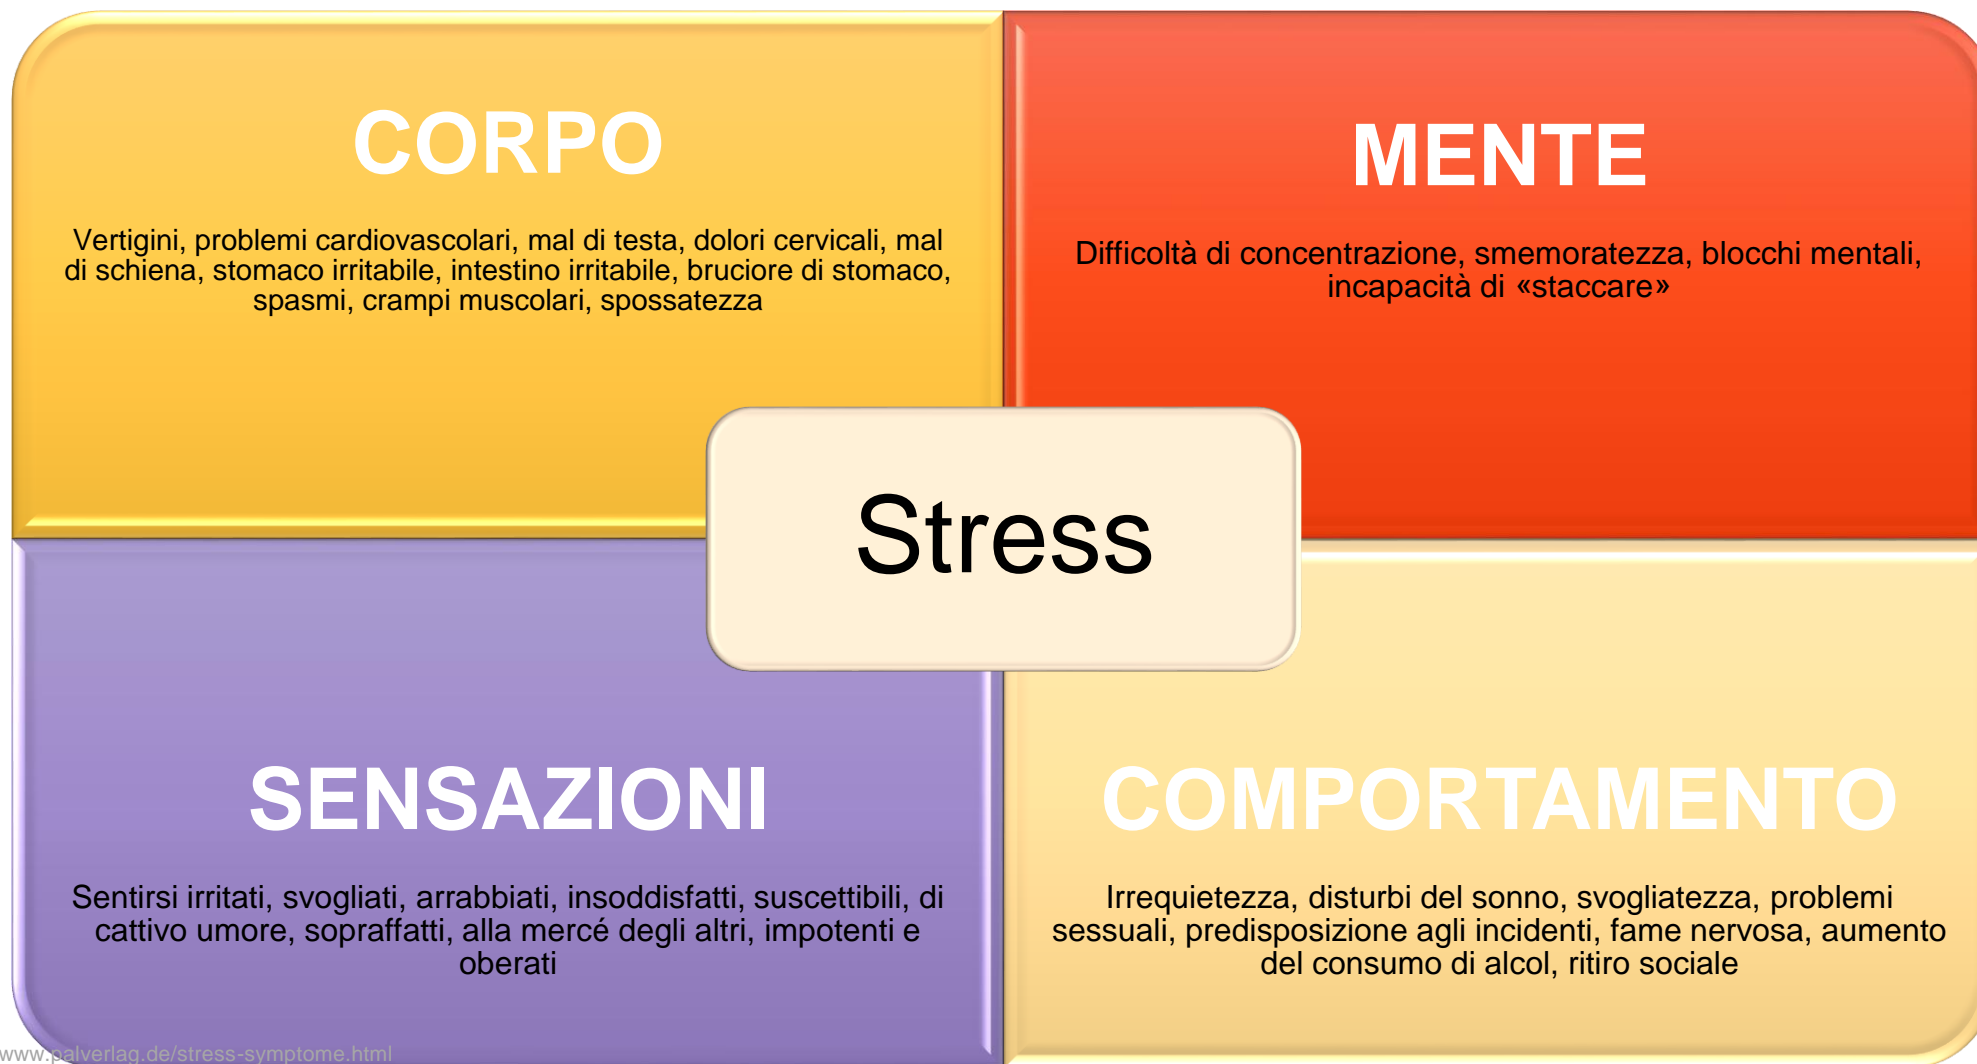 CORPO
Vertigini, problemi cardiovascolari, mal di testa, dolori cervicali, mal
di schiena, stomaco irritabile, intestino irritabile, bruciore di stomaco,
spasmi, crampi muscolari, spossatezza
MENTE
Difficoltà di concentrazione, smemoratezza, blocchi mentali,
incapacità di «staccare»
Stress
SENSAZIONI
Sentirsi irritati, svogliati, arrabbiati, insoddisfatti, suscettibili, di
cattivo umore, sopraffatti, alla mercé degli altri, impotenti e
oberati
COMPORTAMENTO
Irrequietezza, disturbi del sonno, svogliatezza, problemi
sessuali, predisposizione agli incidenti, fame nervosa, aumento
del consumo di alcol, ritiro sociale
www.palverlag.de/stress-symptome.html